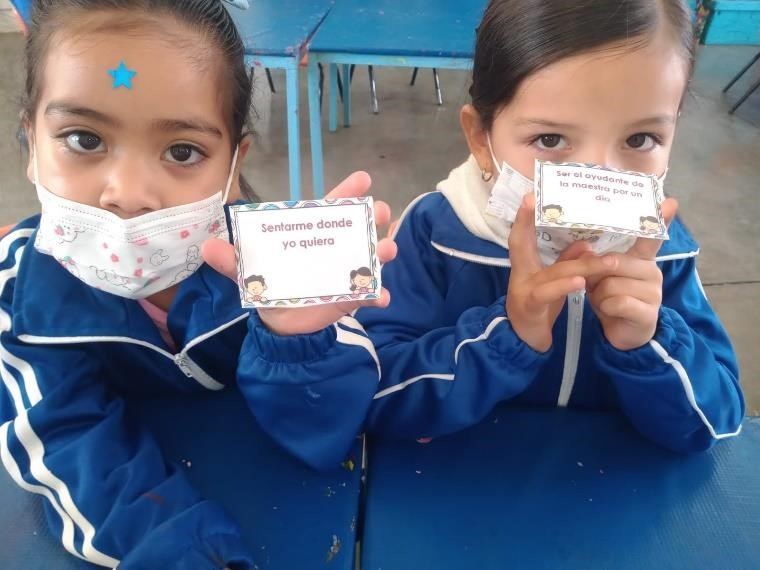 Sentarme donde
yo quiera
Ser el ayudante de
la maestra por un
día.